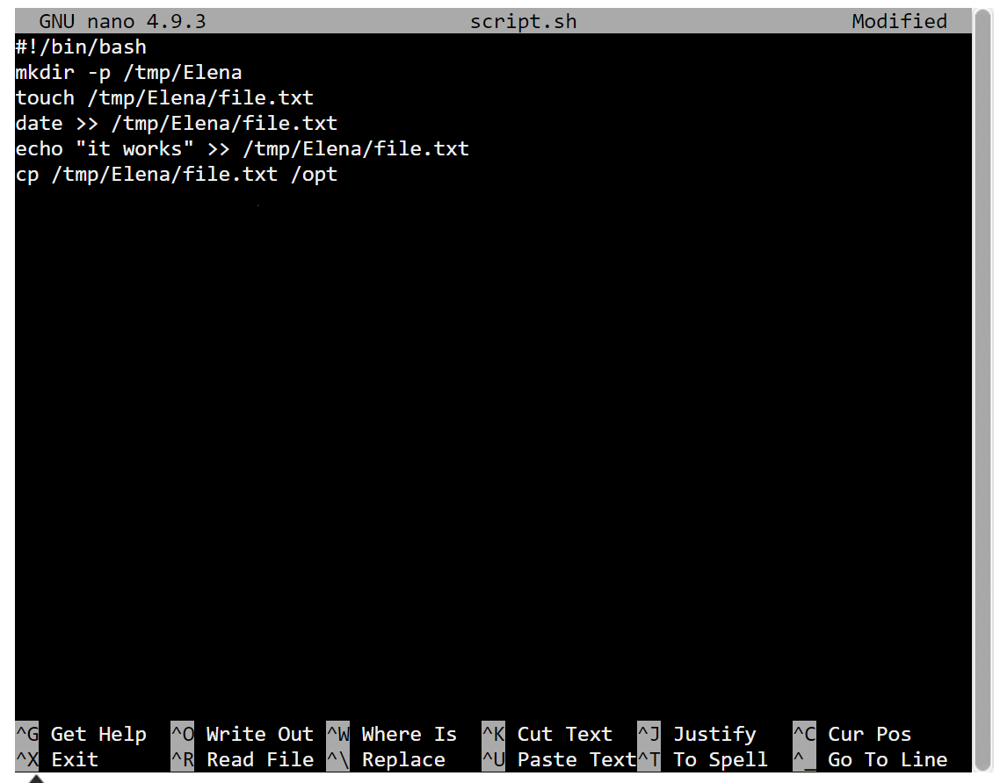 GNU nano 4.9.3 script.sh Modified
#!/bin/bash
mkdir -p /tmp/Elena
touch /tmp/Elena/file.txt
date >> /tmp/Elena/file.txt
echo "it works" >> /tmp/Elena/file.txt
cp /tmp/Elena/file.txt /opt
^G Get Help ^O Write Out ^W Where Is ^K Cut Text ^J Justify ^C Cur Pos
^X Exit ^R Read File ^\ Replace ^U Paste Text ^T To Spell ^_ Go To Line